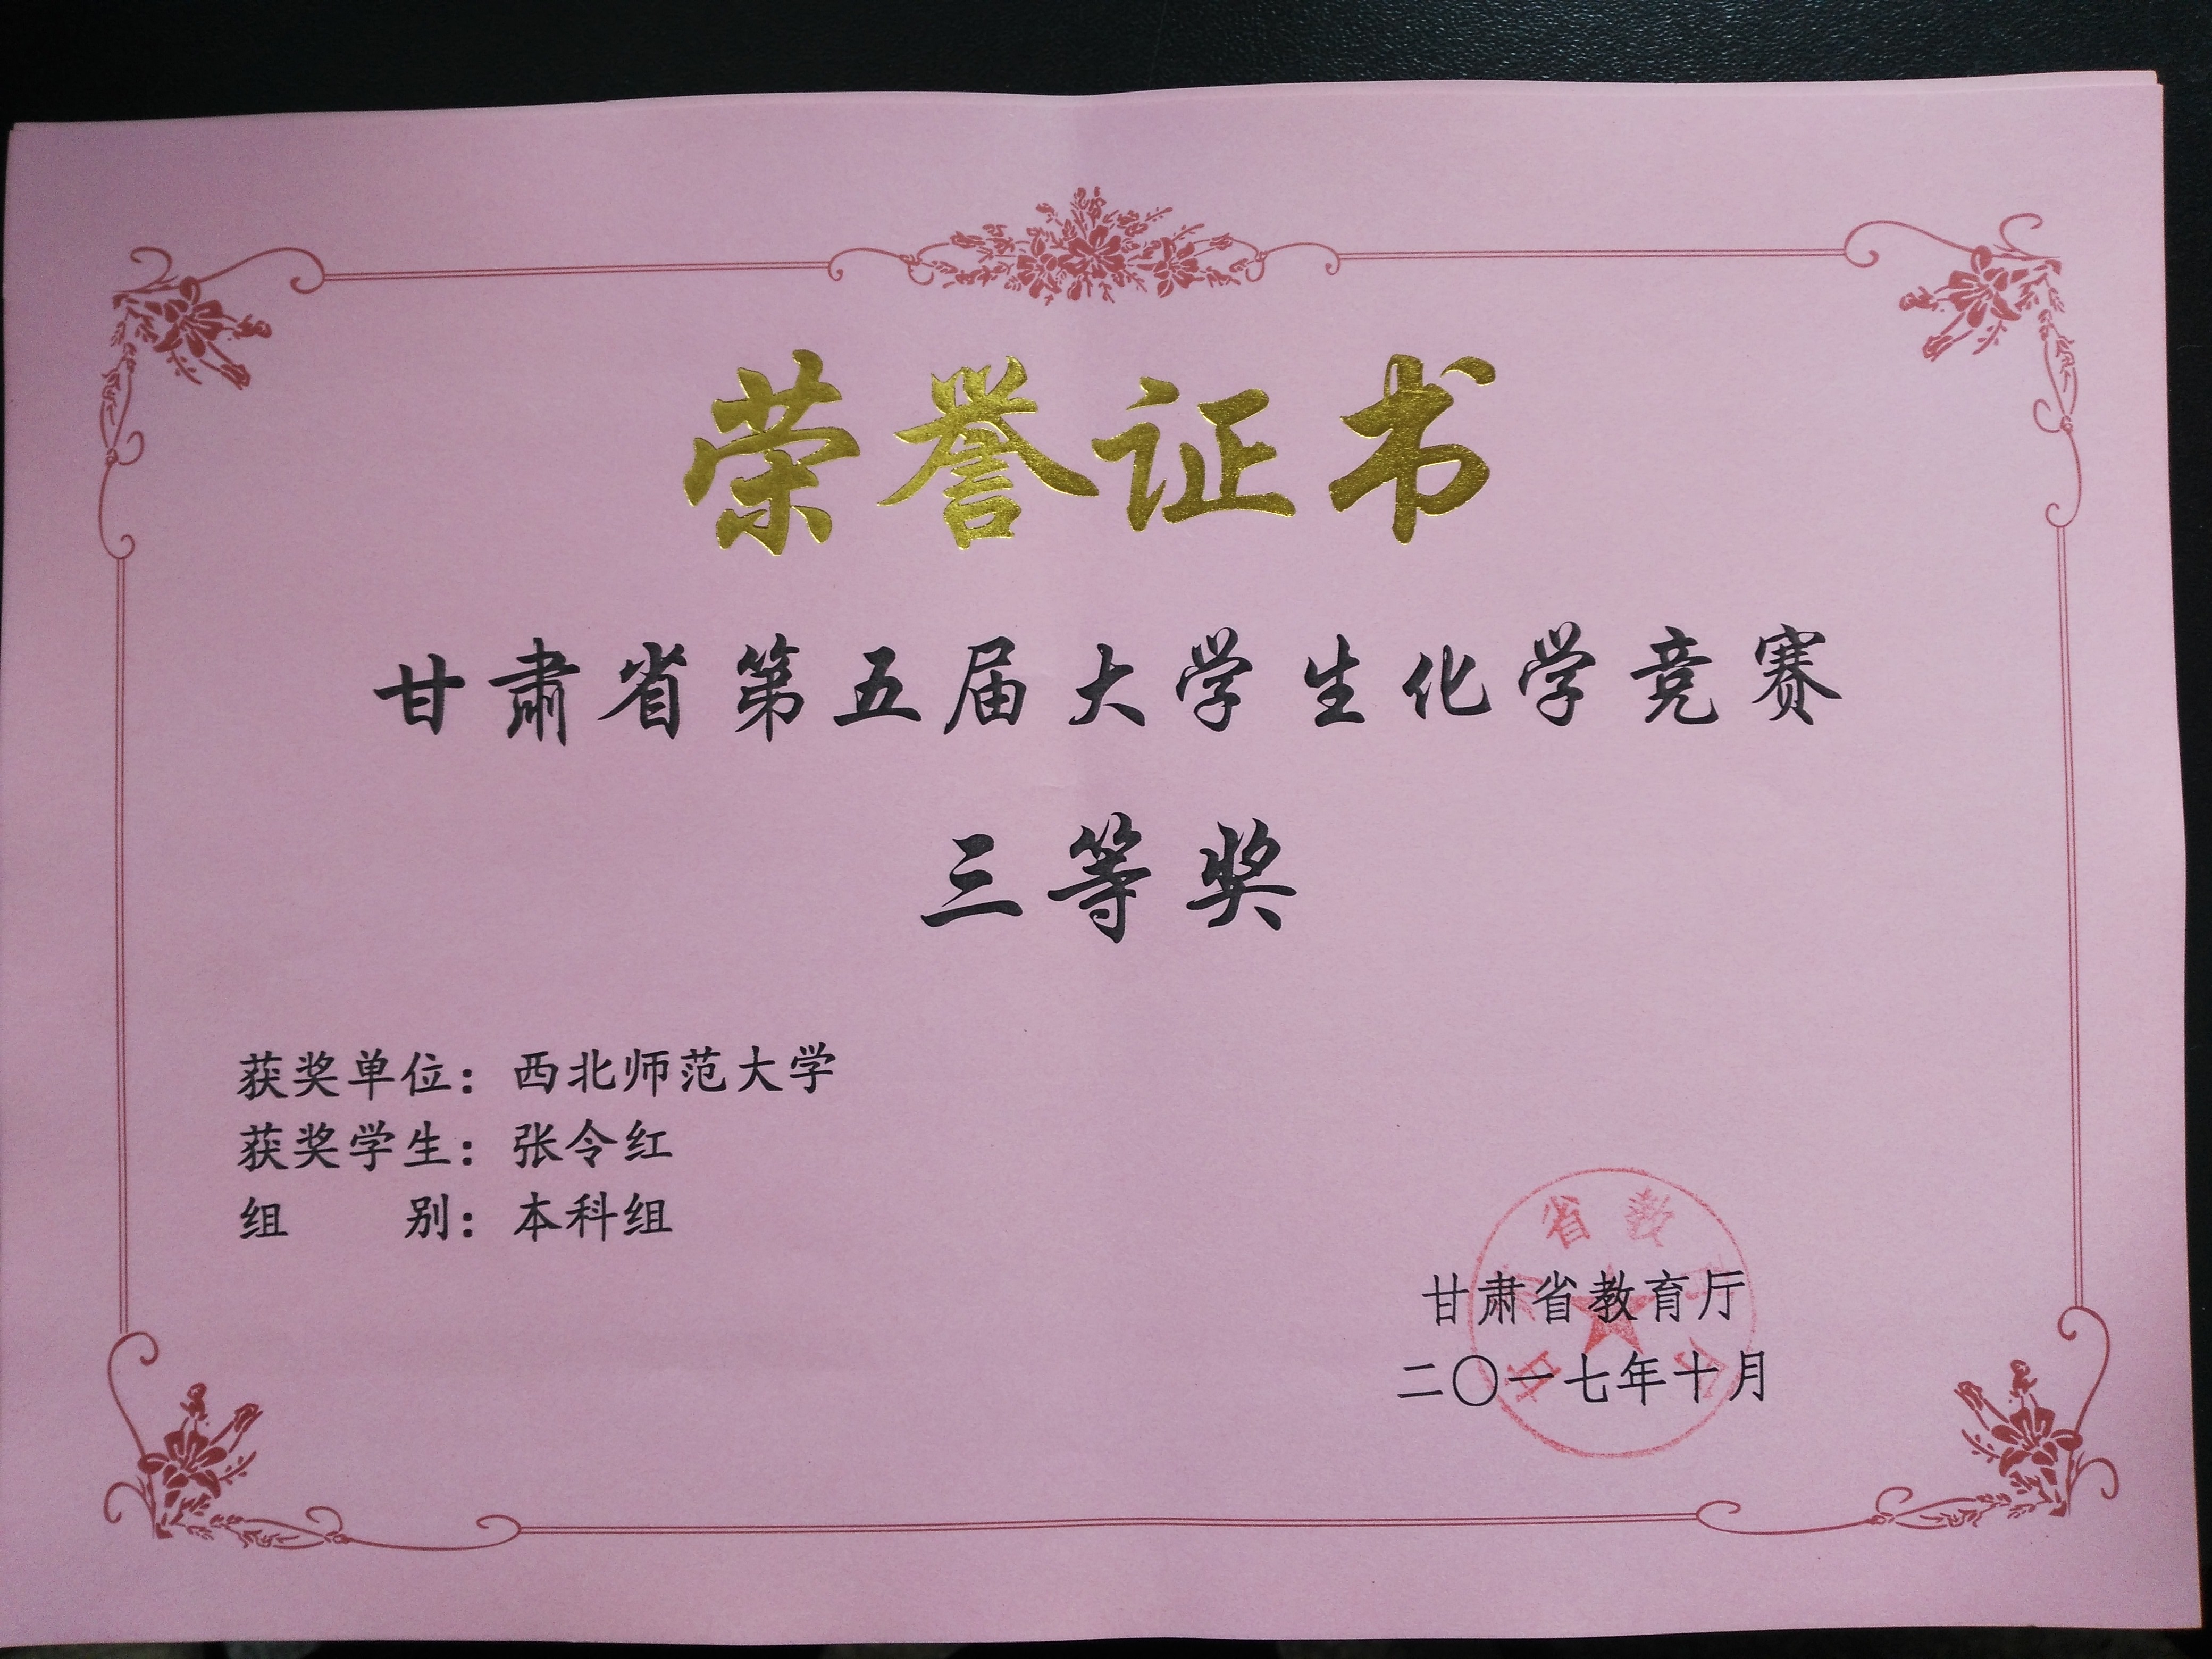 荣誉证书
甘肃省第五届大学生化学竞赛
三等奖
获奖单位：西北师范大学
获奖学生：张令红
组 别：本科组
省教
甘肃省教育厅
二〇一七年十月